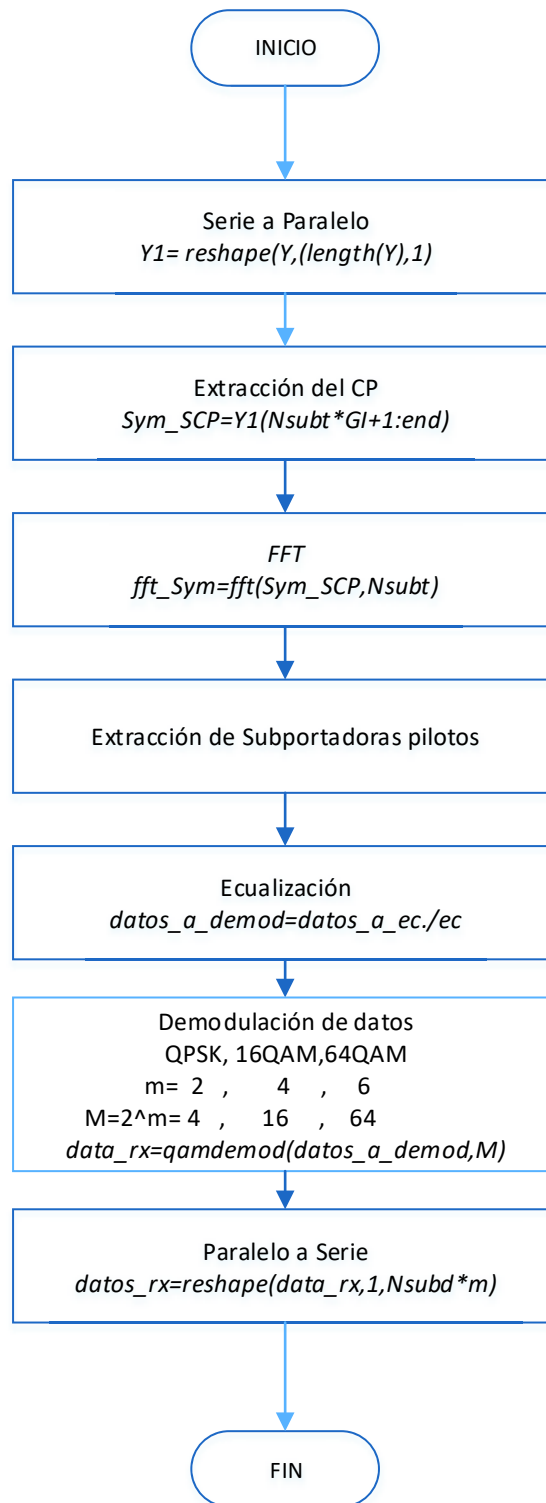 INICIO
Serie a Paralelo
Y1= reshape(Y,(length(Y),1)
Extracción del CP
Sym_SCP=Y1(Nsubt*GI+1:end)
FFT
fft_Sym=fft(Sym_SCP,Nsubt)
Extracción de Subportadoras pilotos
Ecualización
datos_a_demod=datos_a_ec./ec
Demodulación de datos
QPSK, 16QAM,64QAM
m= 2 , 4 , 6
M=2^m= 4 , 16 , 64
data_rx=qamdemod(datos_a_demod,M)
Paralelo a Serie
datos_rx=reshape(data_rx,1,Nsubd*m)
FIN